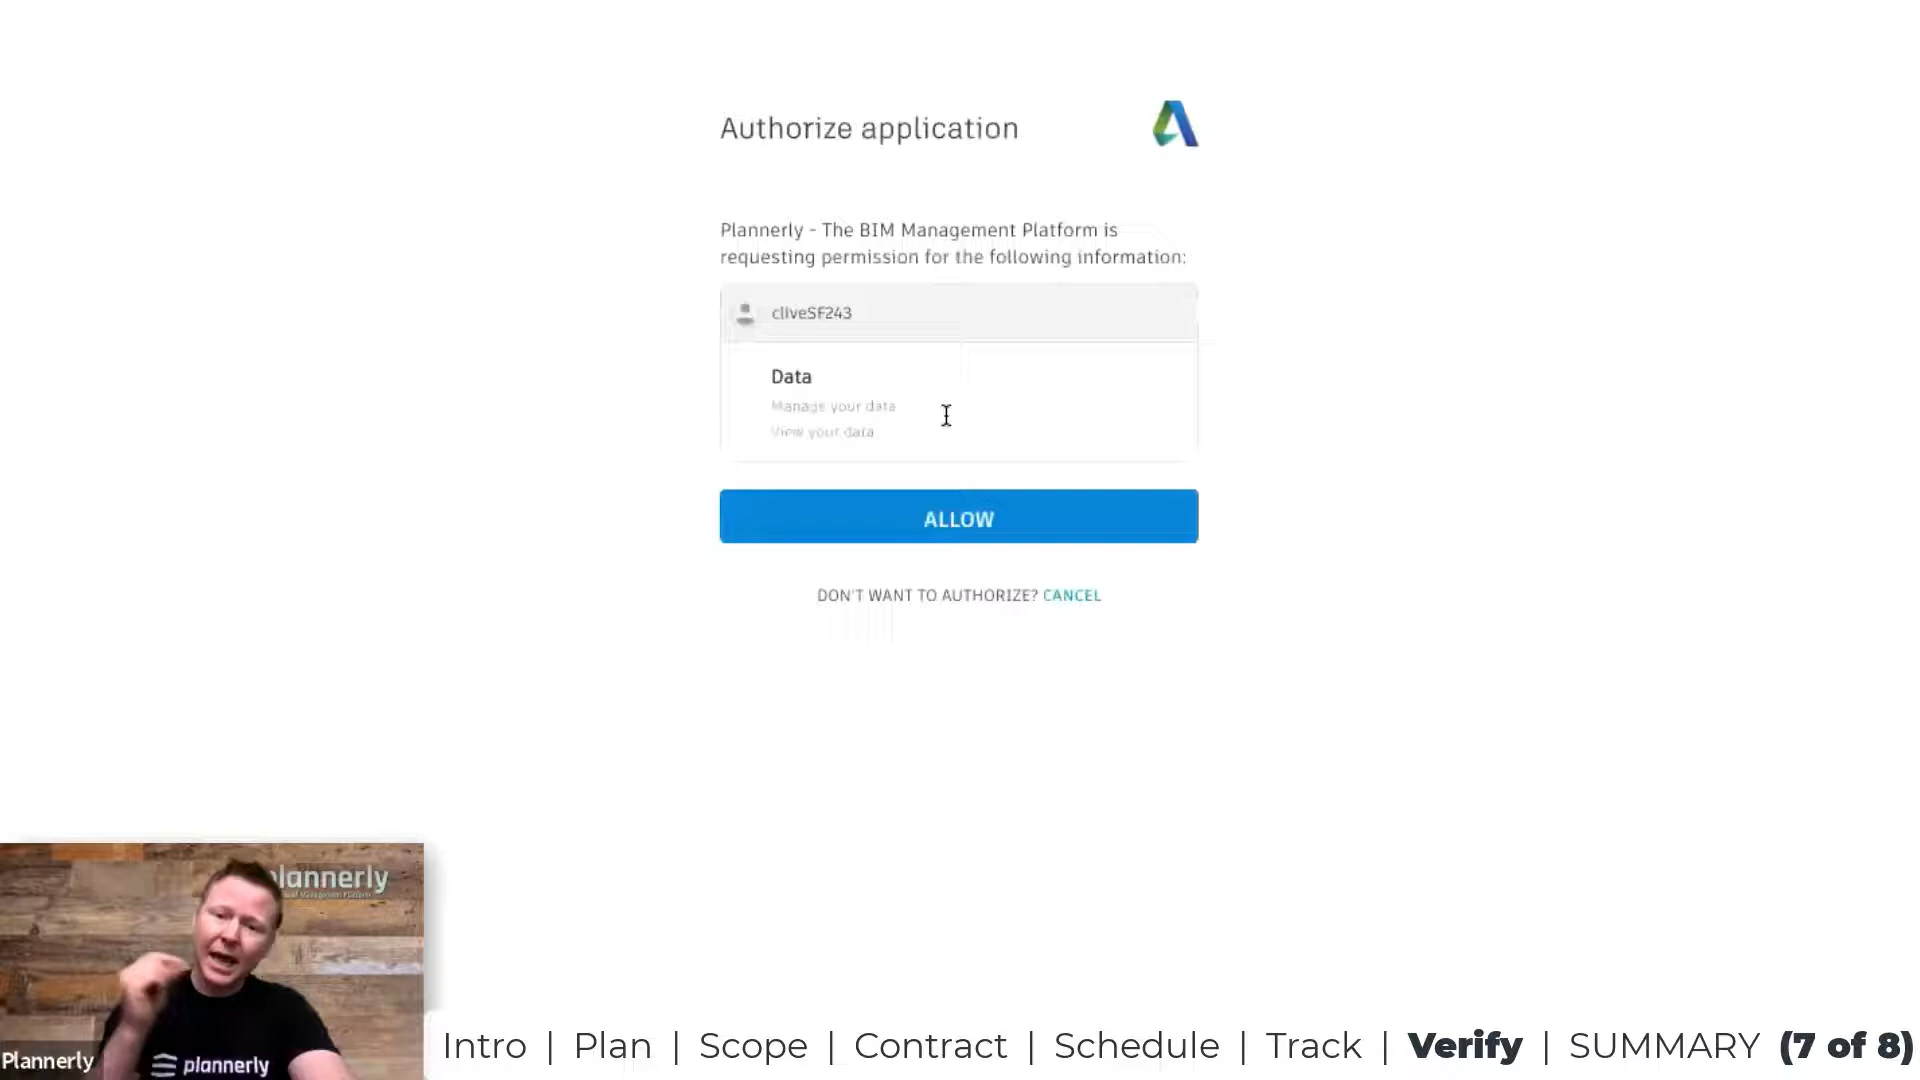 Authorize application
Plannerly - The BIM Management Platform is
requesting permission for the following information:
cliveSF243
Data
Manage your data
View your data
ALLOW
DON'T WANT TO AUTHORIZE? CANCEL
plannerly
plannerly
Plannerly
Intro | Plan | Scope | Contract | Schedule | Track | Verify | SUMMARY (7 of 8)